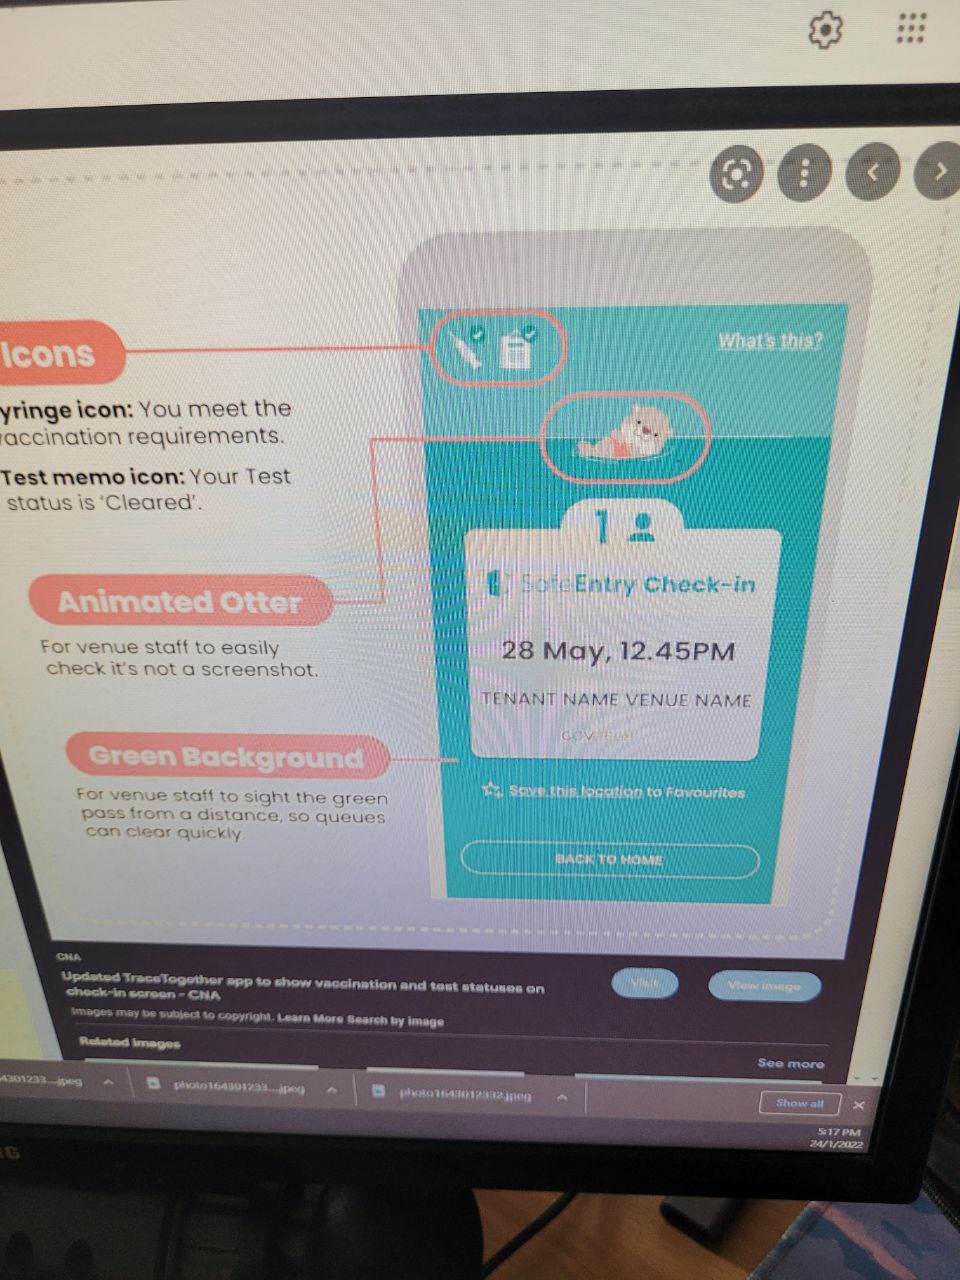 What's this?
Icons
yringe icon: You meet the
vaccination requirements.
Test memo icon: Your Test
status is 'Cleared'.
1
SafeEntry Check-in
Animated Otter
For venue staff to easily
check it's not a screenshot.
28 May, 12.45PM
TENANT NAME VENUE NAME
GOVTECH
Green Background
For venue staff to sight the green
pass from a distance, so queues
can clear quickly.
Save this location to Favourites
BACK TO HOME
CNA
Updated TraceTogether app to show vaccination and test statuses on
check-in screen - CNA
Visit
View image
Images may be subject to copyright. Learn More Search by image
Related images
See more
4301233...jpeg
photo164301233...jpeg
photo1643012332.jpeg
Show all
5:17 PM
24/1/2022
G